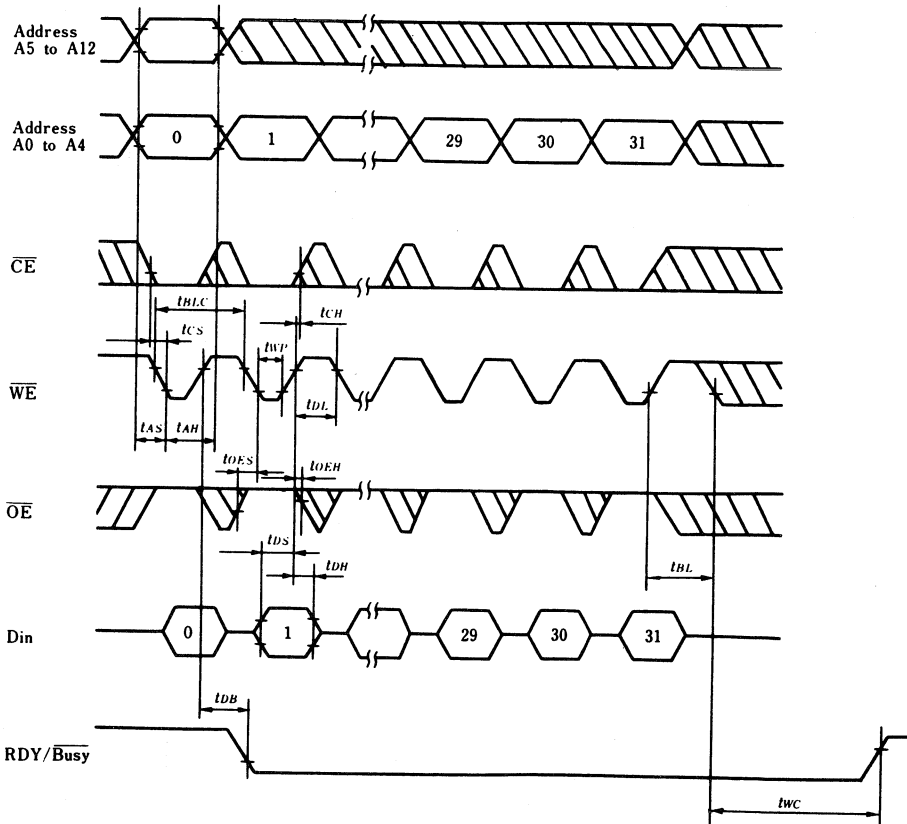 Address
A5 to A12
Address
A0 to A4
0
1
29
30
31
CE
tBLC
tCH
tCS
tWP
WE
tDL
tAS
tAH
tOES
tOEH
OE
tDS
tDH
tBL
Din
0
1
29
30
31
tDB
RDY/Busy
tWC